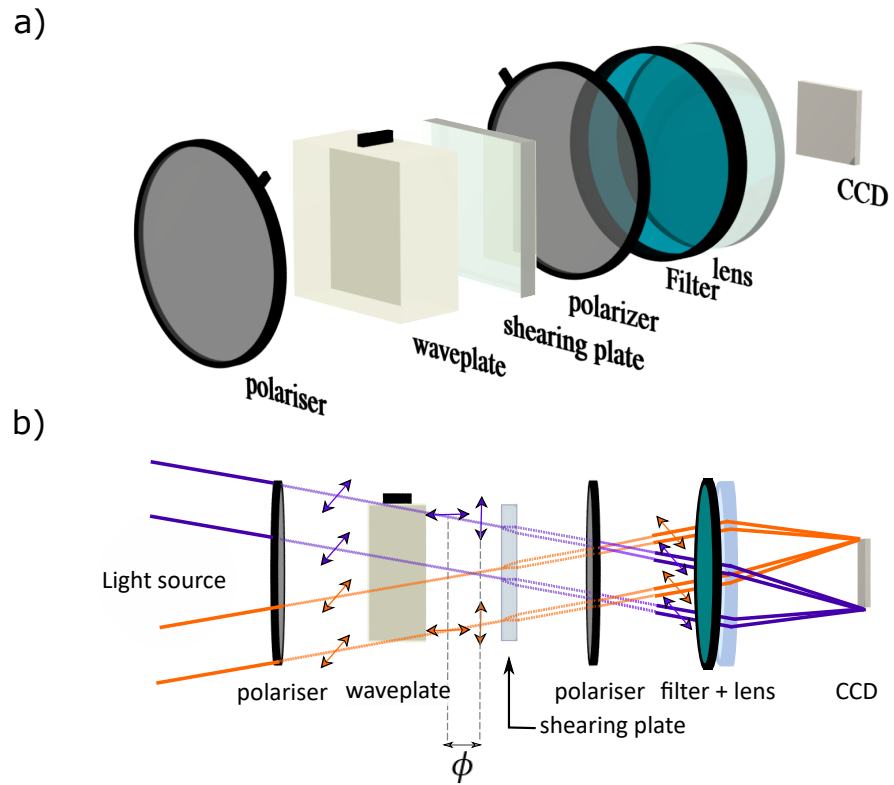 a)
CCD
lens
Filter
polarizer
shearing plate
waveplate
polariser
b)
Light source
polariser
waveplate
polariser
filter + lens
CCD
shearing plate
ϕ